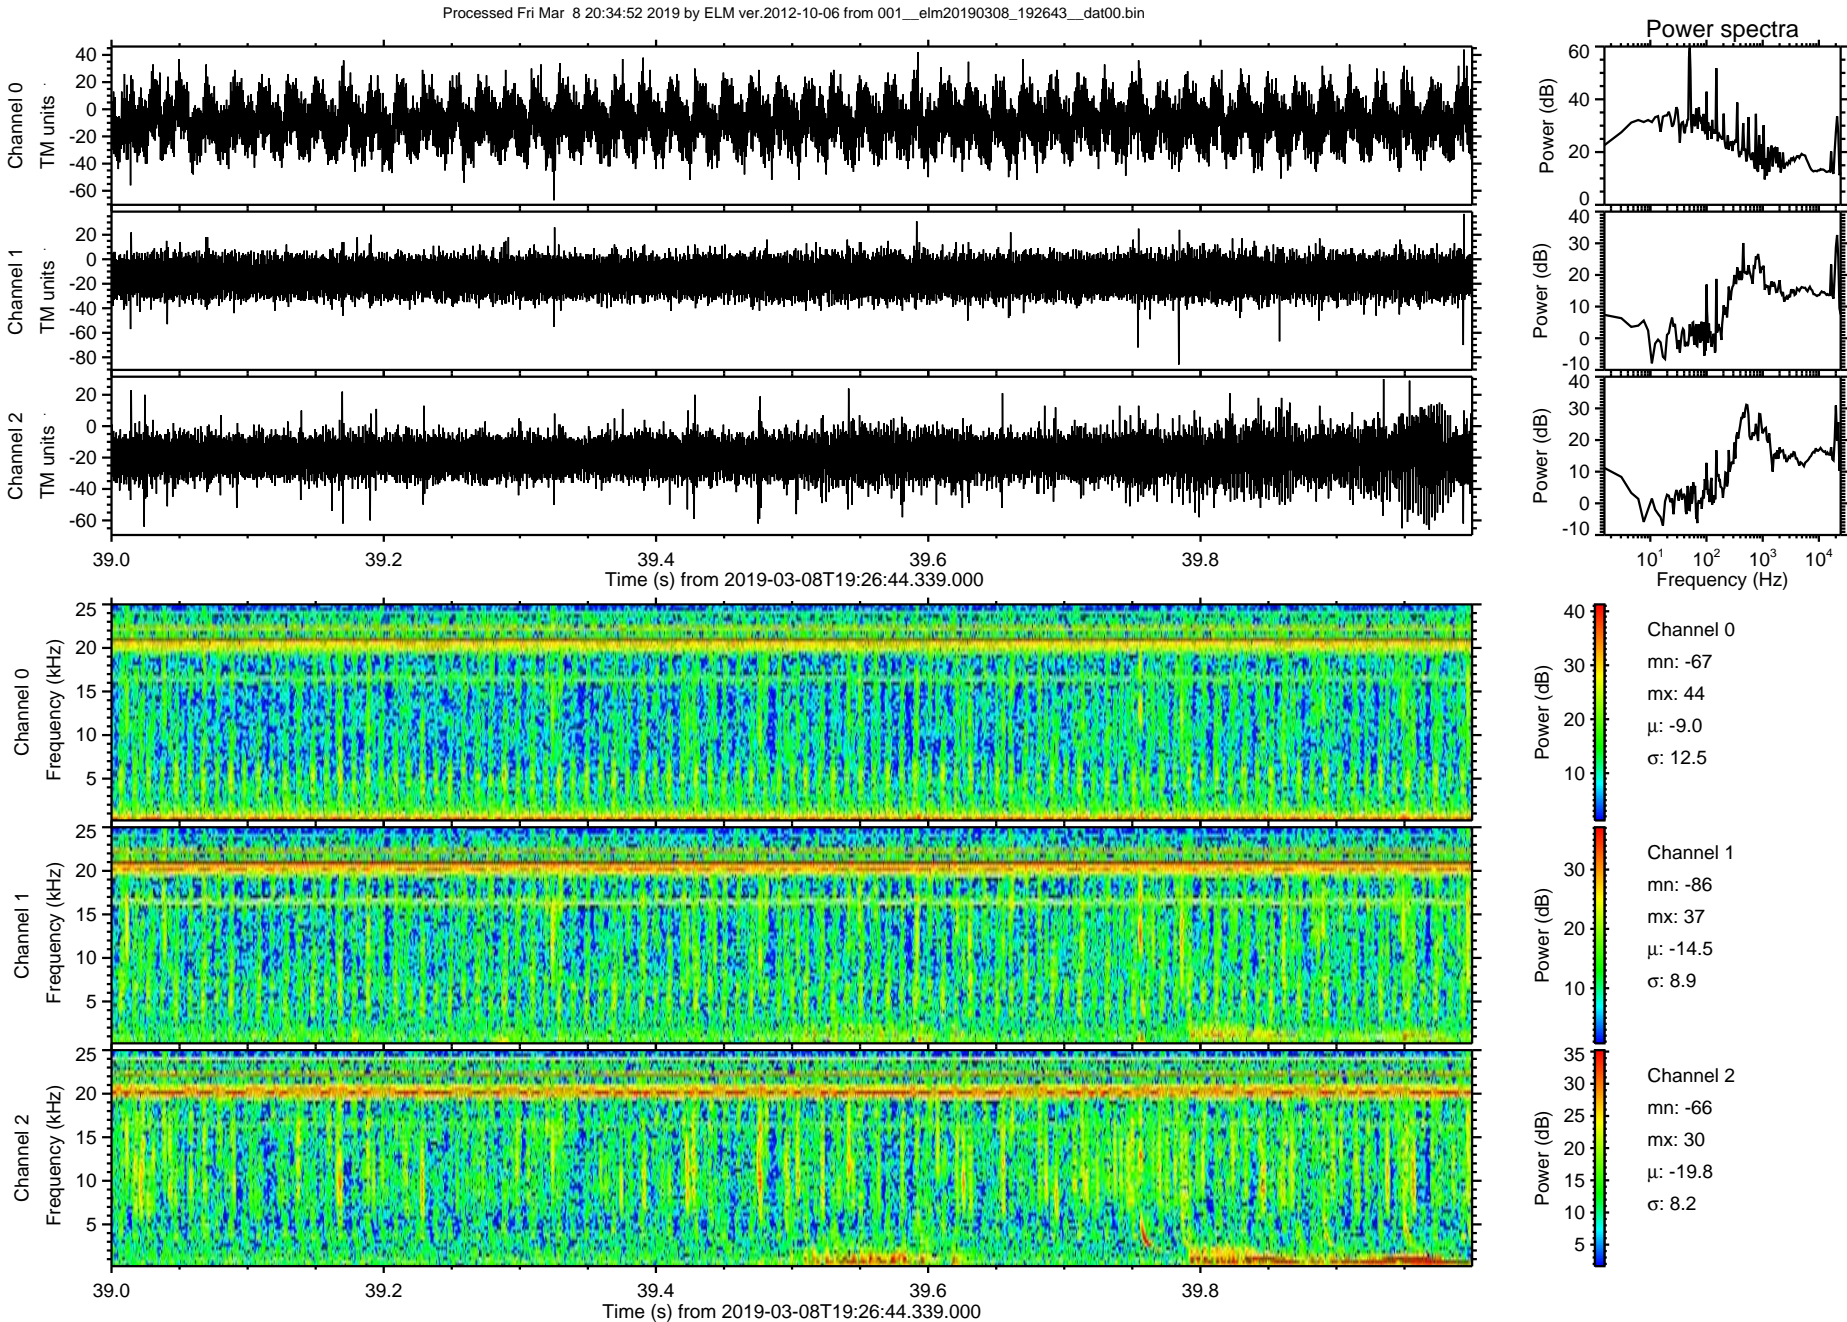 Processed Fri Mar 8 20:34:52 2019 by ELM ver.2012-10-06 from 001__elm20190308_192643__dat00.bin
Power spectra
Channel 0
TM units
40
20
0
-20
-40
-60
Power (dB)
60
40
20
0
Channel 1
TM units
20
0
-20
-40
-60
-80
Power (dB)
40
30
20
10
0
-10
Channel 2
TM units
20
0
-20
-40
-60
Power (dB)
40
30
20
10
0
-10
39.0 39.2 39.4 39.6 39.8
Time (s) from 2019-03-08T19:26:44.339.000
10¹ 10² 10³ 10⁴
Frequency (Hz)
Channel 0
Frequency (kHz)
25
20
15
10
5
Power (dB)
40
30
20
10
Channel 0
mn: -67
mx: 44
μ: -9.0
σ: 12.5
Channel 1
Frequency (kHz)
25
20
15
10
5
Power (dB)
30
20
10
Channel 1
mn: -86
mx: 37
μ: -14.5
σ: 8.9
Channel 2
Frequency (kHz)
25
20
15
10
5
Power (dB)
35
30
25
20
15
10
5
Channel 2
mn: -66
mx: 30
μ: -19.8
σ: 8.2
39.0 39.2 39.4 39.6 39.8
Time (s) from 2019-03-08T19:26:44.339.000